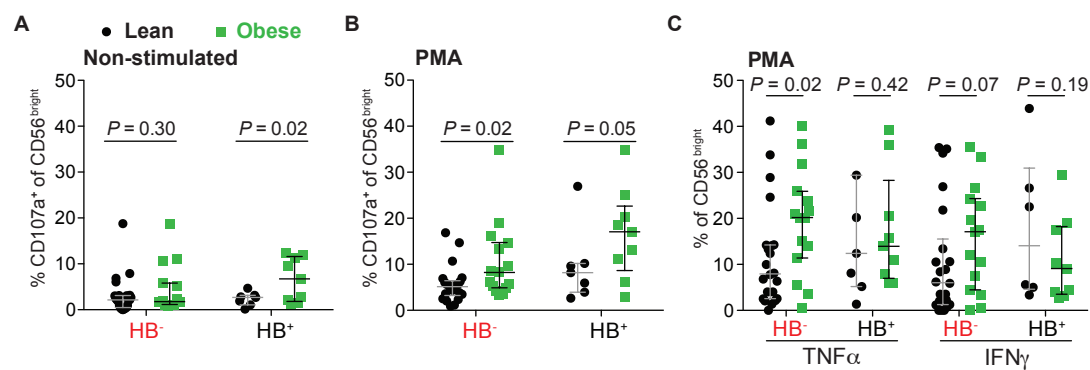 A
● Lean ■ Obese
Non-stimulated
% CD107a⁺ of CD56ᵇʳⁱᵍʰᵗ
50
40
30
20
10
0
P = 0.30
P = 0.02
HB⁻
HB⁺
B
PMA
% CD107a⁺ of CD56ᵇʳⁱᵍʰᵗ
50
40
30
20
10
0
P = 0.02
P = 0.05
HB⁻
HB⁺
C
PMA
% of CD56ᵇʳⁱᵍʰᵗ
50
40
30
20
10
0
P = 0.02
P = 0.42
P = 0.07
P = 0.19
HB⁻
HB⁺
HB⁻
HB⁺
TNFα
IFNγ